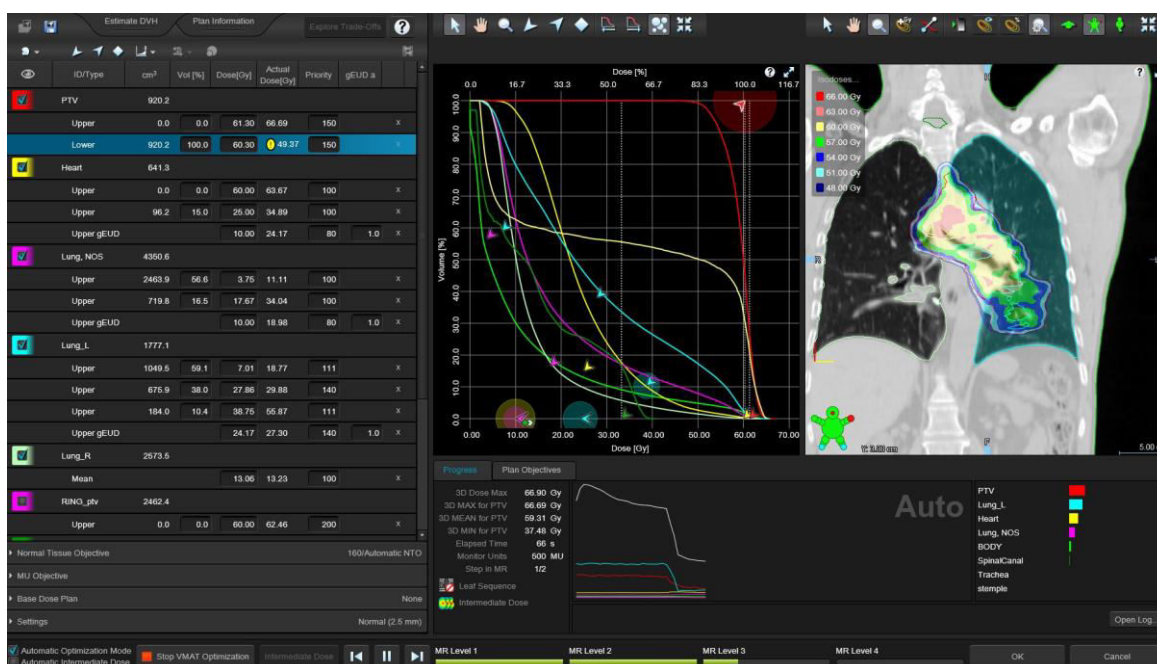 Estimate DVH Plan Information Explore Trade-Offs ?
ID/Type cm³ Vol [%] Dose[Gy] Actual Dose[Gy] Priority gEUD a
PTV 920.2
Upper 0.0 0.0 61.30 66.69 150 x
Lower 920.2 100.0 60.30 49.37 150 x
Heart 641.3
Upper 0.0 0.0 60.00 63.67 100 x
Upper 96.2 15.0 25.00 34.89 100 x
Upper gEUD 10.00 24.17 80 1.0 x
Lung, NOS 4350.6
Upper 2463.9 56.6 3.75 11.11 100 x
Upper 719.8 16.5 17.67 34.04 100 x
Upper gEUD 10.00 18.98 80 1.0 x
Lung_L 1777.1
Upper 1049.5 59.1 7.01 18.77 111 x
Upper 675.9 38.0 27.86 29.88 140 x
Upper 184.0 10.4 38.75 55.87 111 x
Upper gEUD 24.17 27.30 140 1.0 x
Lung_R 2573.5
Mean 13.06 13.23 100 x
RING_ptv 2462.4
Upper 0.0 0.0 60.00 62.46 200 x
Normal Tissue Objective 160/Automatic NTO
MU Objective
Base Dose Plan None
Settings Normal (2.5 mm)
Automatic Optimization Mode
Automatic Intermediate Dose
Stop VMAT Optimization
Intermediate Dose
Dose [%]
0.0 16.7 33.3 50.0 66.7 83.3 100.0 116.7
Volume [%]
100.0
90.0
80.0
70.0
60.0
50.0
40.0
30.0
20.0
10.0
0.0
0.00 10.00 20.00 30.00 40.00 50.00 60.00 70.00
Dose [Gy]
Isodoses...
66.00 Gy
63.00 Gy
60.00 Gy
57.00 Gy
54.00 Gy
51.00 Gy
48.00 Gy
?
R
F
5.00
Progress Plan Objectives
3D Dose Max 66.90 Gy
3D MAX for PTV 66.69 Gy
3D MEAN for PTV 59.31 Gy
3D MIN for PTV 37.48 Gy
Elapsed Time 66 s
Monitor Units 500 MU
Step in MR 1/2
Leaf Sequence
Intermediate Dose
Auto
PTV
Lung_L
Heart
Lung, NOS
BODY
SpinalCanal
Trachea
stemple
Open Log...
MR Level 1 MR Level 2 MR Level 3 MR Level 4
OK Cancel